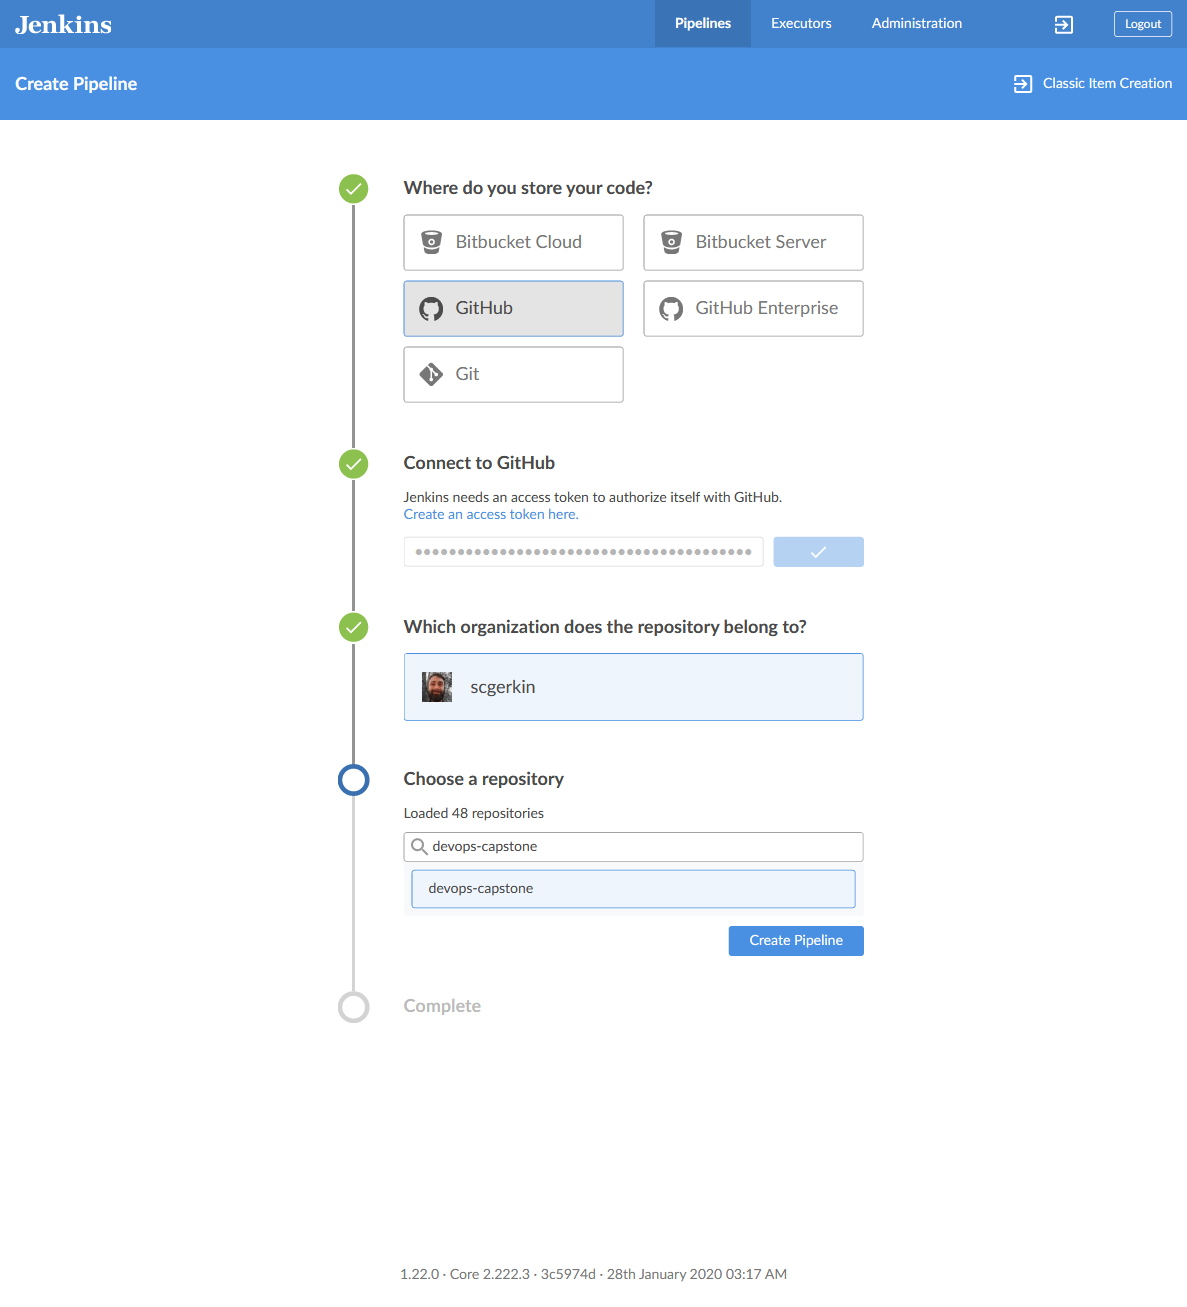 Jenkins
Pipelines
Executors
Administration
Logout
Create Pipeline
Classic Item Creation
Where do you store your code?
Bitbucket Cloud
Bitbucket Server
GitHub
GitHub Enterprise
Git
Connect to GitHub
Jenkins needs an access token to authorize itself with GitHub.
Create an access token here.
Which organization does the repository belong to?
scgerkin
Choose a repository
Loaded 48 repositories
devops-capstone
devops-capstone
Create Pipeline
Complete
1.22.0 · Core 2.222.3 · 3c5974d · 28th January 2020 03:17 AM